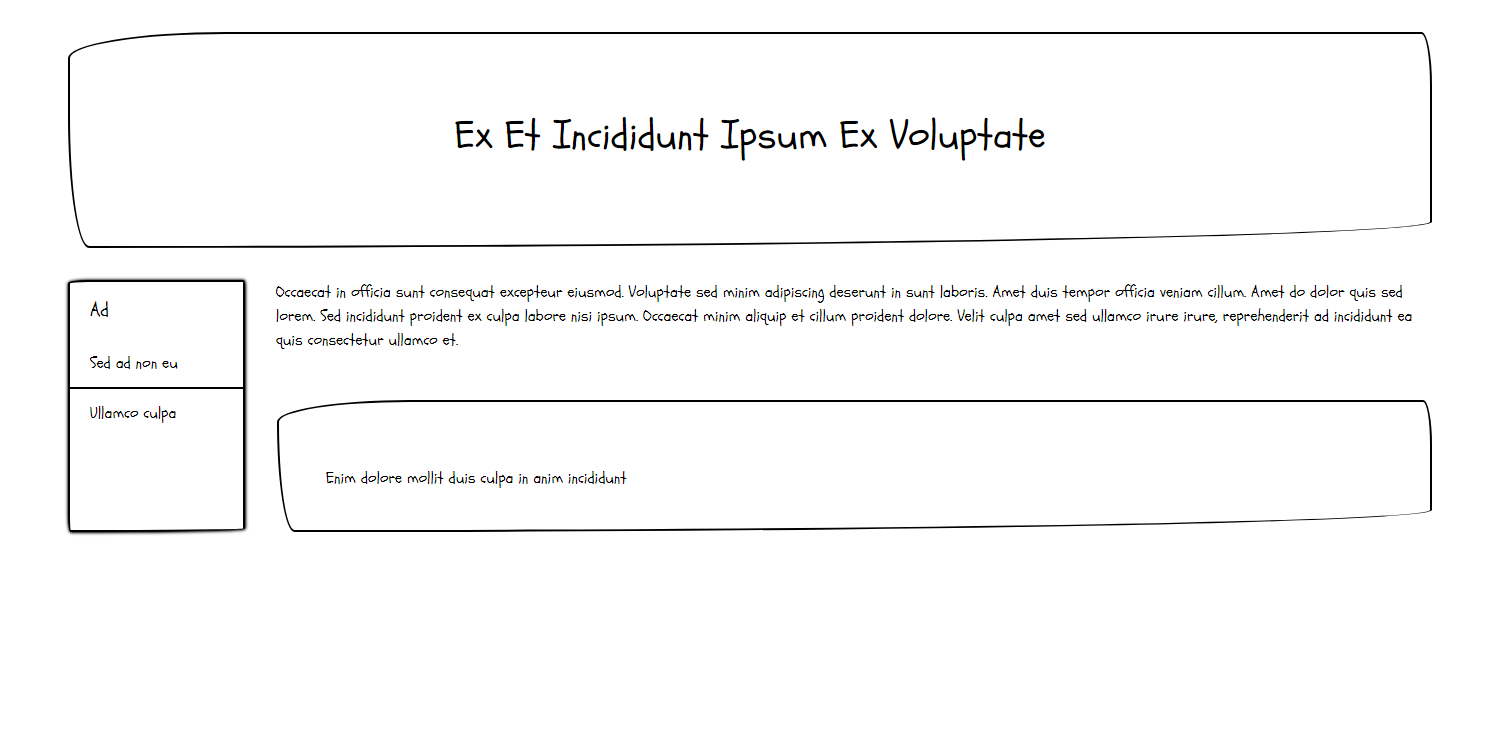 Ex Et Incididunt Ipsum Ex Voluptate
Ad
Sed ad non eu
Ullamco culpa
Occaecat in officia sunt consequat excepteur eiusmod. Voluptate sed minim adipiscing deserunt in sunt laboris. Amet duis tempor officia veniam cillum. Amet do dolor quis sed
lorem. Sed incididunt proident ex culpa labore nisi ipsum. Occaecat minim aliquip et cillum proident dolore. Velit culpa amet sed ullamco irure irure, reprehenderit ad incididunt ea
quis consectetur ullamco et.
Enim dolore mollit duis culpa in anim incididunt